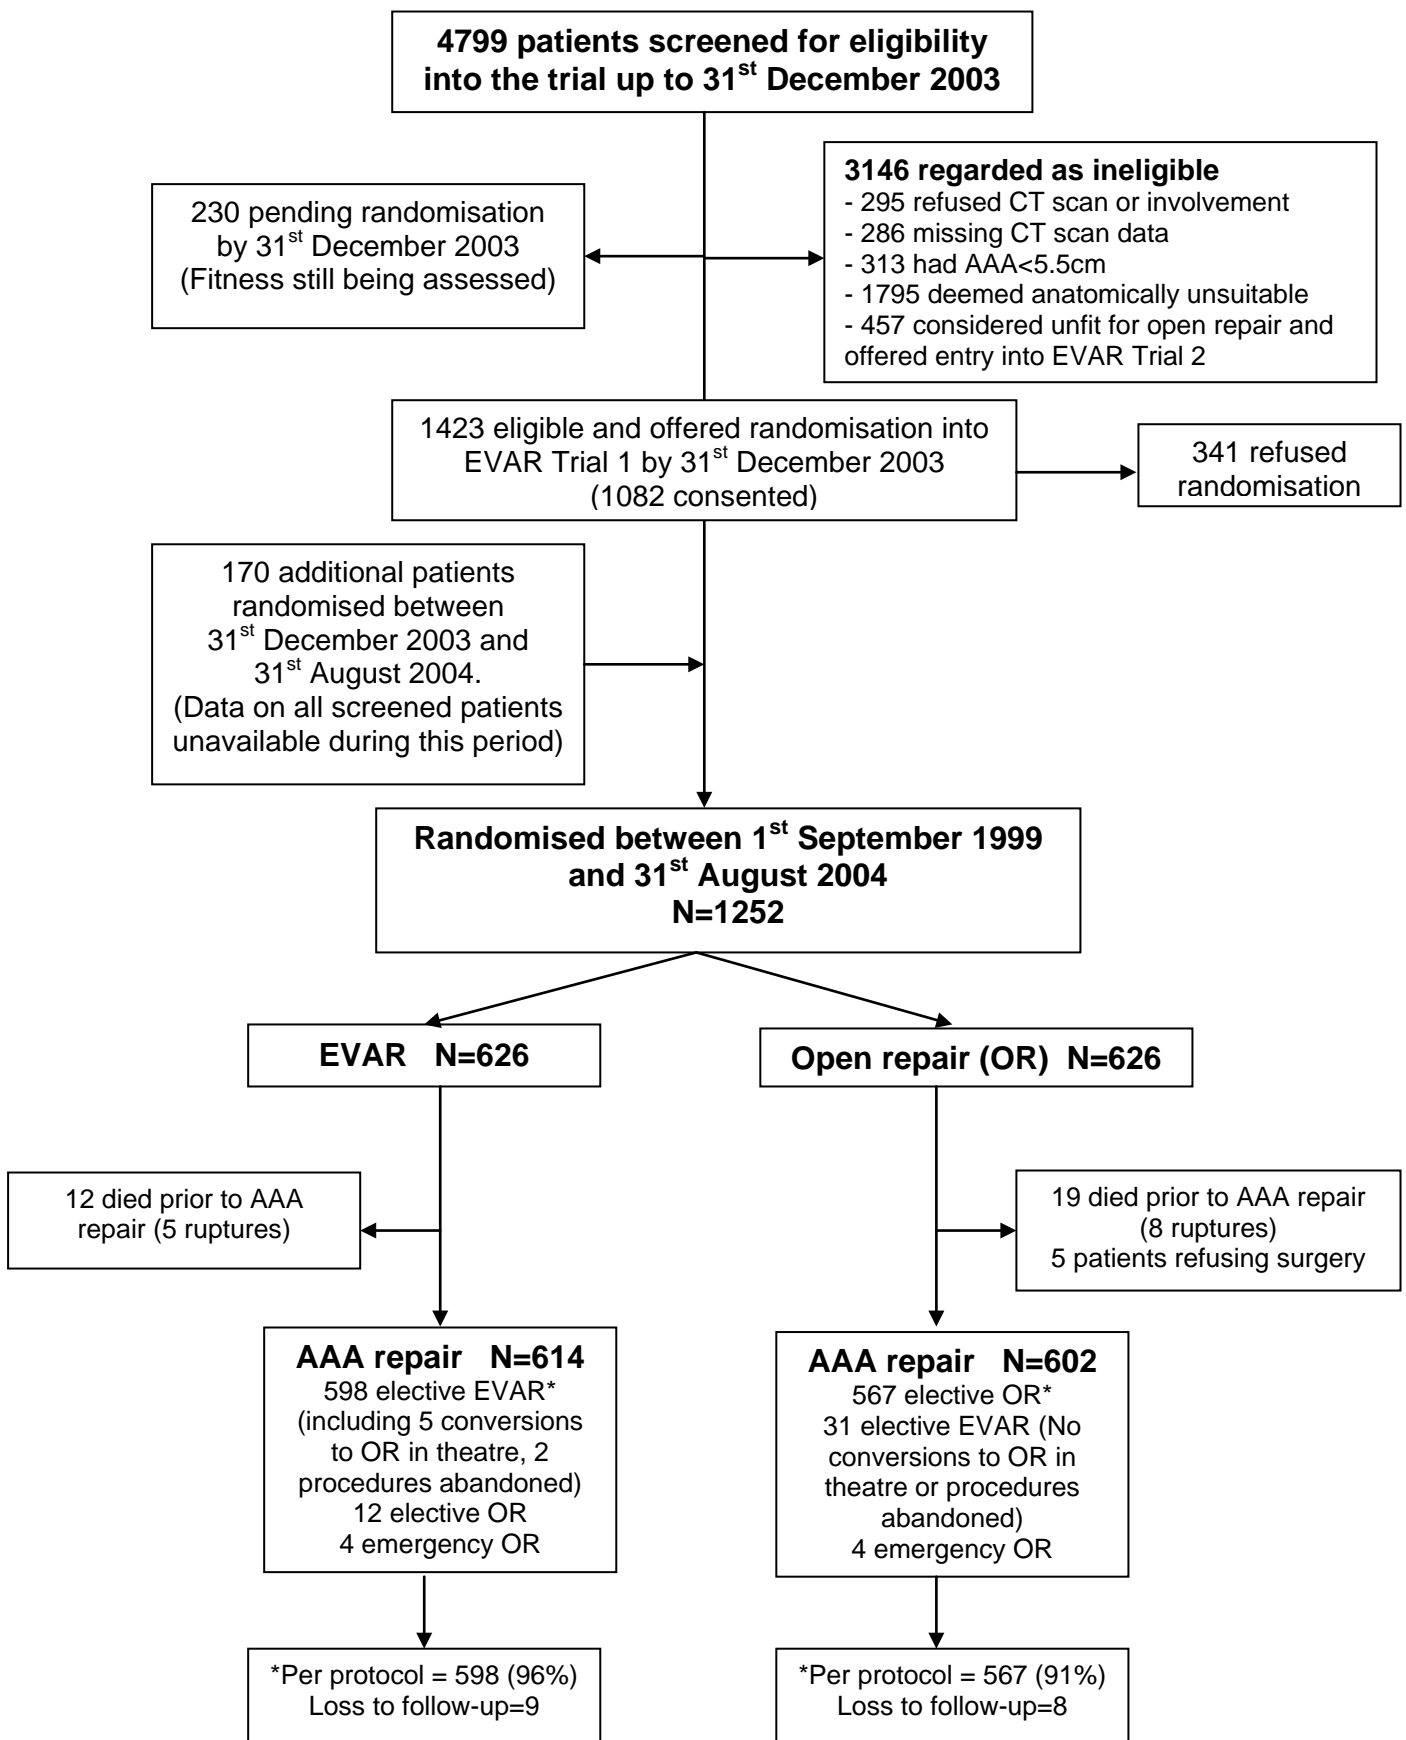 4799 patients screened for eligibility
into the trial up to 31st December 2003
230 pending randomisation
by 31st December 2003
(Fitness still being assessed)
3146 regarded as ineligible
- 295 refused CT scan or involvement
- 286 missing CT scan data
- 313 had AAA<5.5cm
- 1795 deemed anatomically unsuitable
- 457 considered unfit for open repair and
offered entry into EVAR Trial 2
1423 eligible and offered randomisation into
EVAR Trial 1 by 31st December 2003
(1082 consented)
341 refused
randomisation
170 additional patients
randomised between
31st December 2003 and
31st August 2004.
(Data on all screened patients
unavailable during this period)
Randomised between 1st September 1999
and 31st August 2004
N=1252
EVAR N=626
Open repair (OR) N=626
12 died prior to AAA
repair (5 ruptures)
19 died prior to AAA repair
(8 ruptures)
5 patients refusing surgery
AAA repair N=614
598 elective EVAR*
(including 5 conversions
to OR in theatre, 2
procedures abandoned)
12 elective OR
4 emergency OR
AAA repair N=602
567 elective OR*
31 elective EVAR (No
conversions to OR in
theatre or procedures
abandoned)
4 emergency OR
*Per protocol = 598 (96%)
Loss to follow-up=9
*Per protocol = 567 (91%)
Loss to follow-up=8